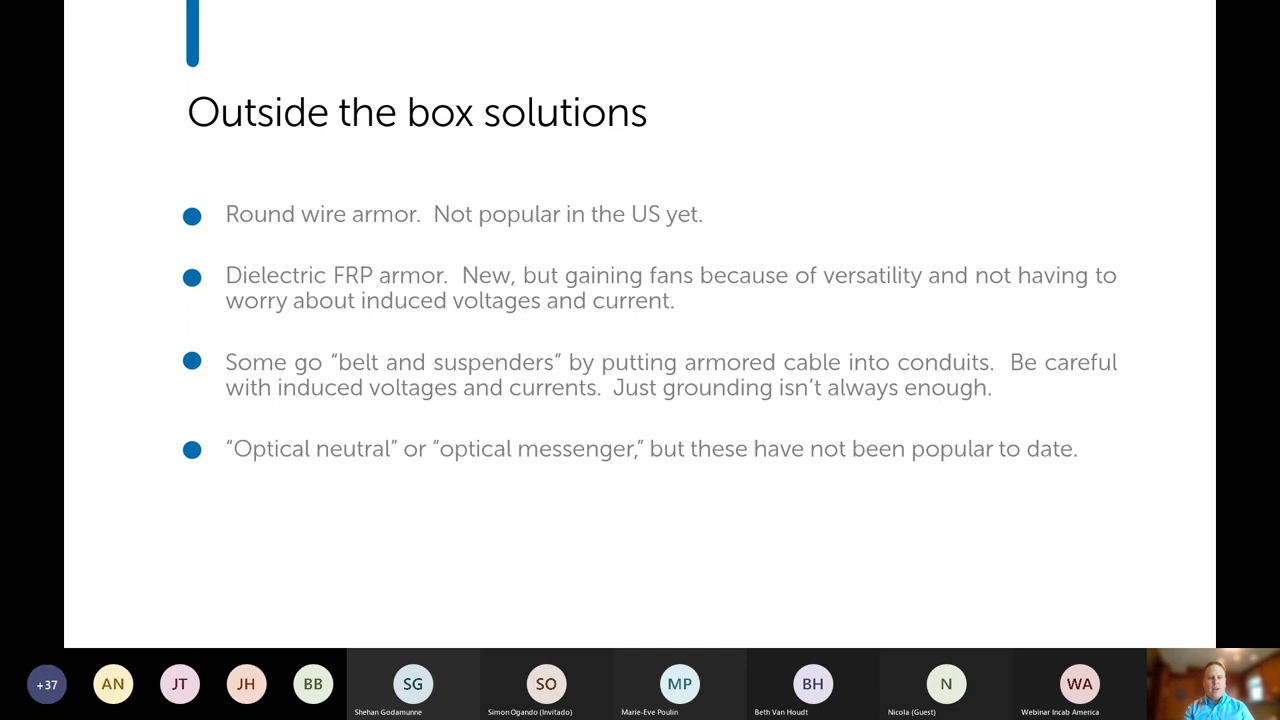 Outside the box solutions
Round wire armor.  Not popular in the US yet.
Dielectric FRP armor.  New, but gaining fans because of versatility and not having to
worry about induced voltages and current.
Some go “belt and suspenders” by putting armored cable into conduits.  Be careful
with induced voltages and currents.  Just grounding isn’t always enough.
“Optical neutral” or “optical messenger,” but these have not been popular to date.
+37
AN
JT
JH
BB
SG
SO
MP
BH
N
WA
Shehan Godamunne
Simon Ogando (Invitado)
Marie-Eve Poulin
Beth Van Houdt
Nicola (Guest)
Webinar Incab America